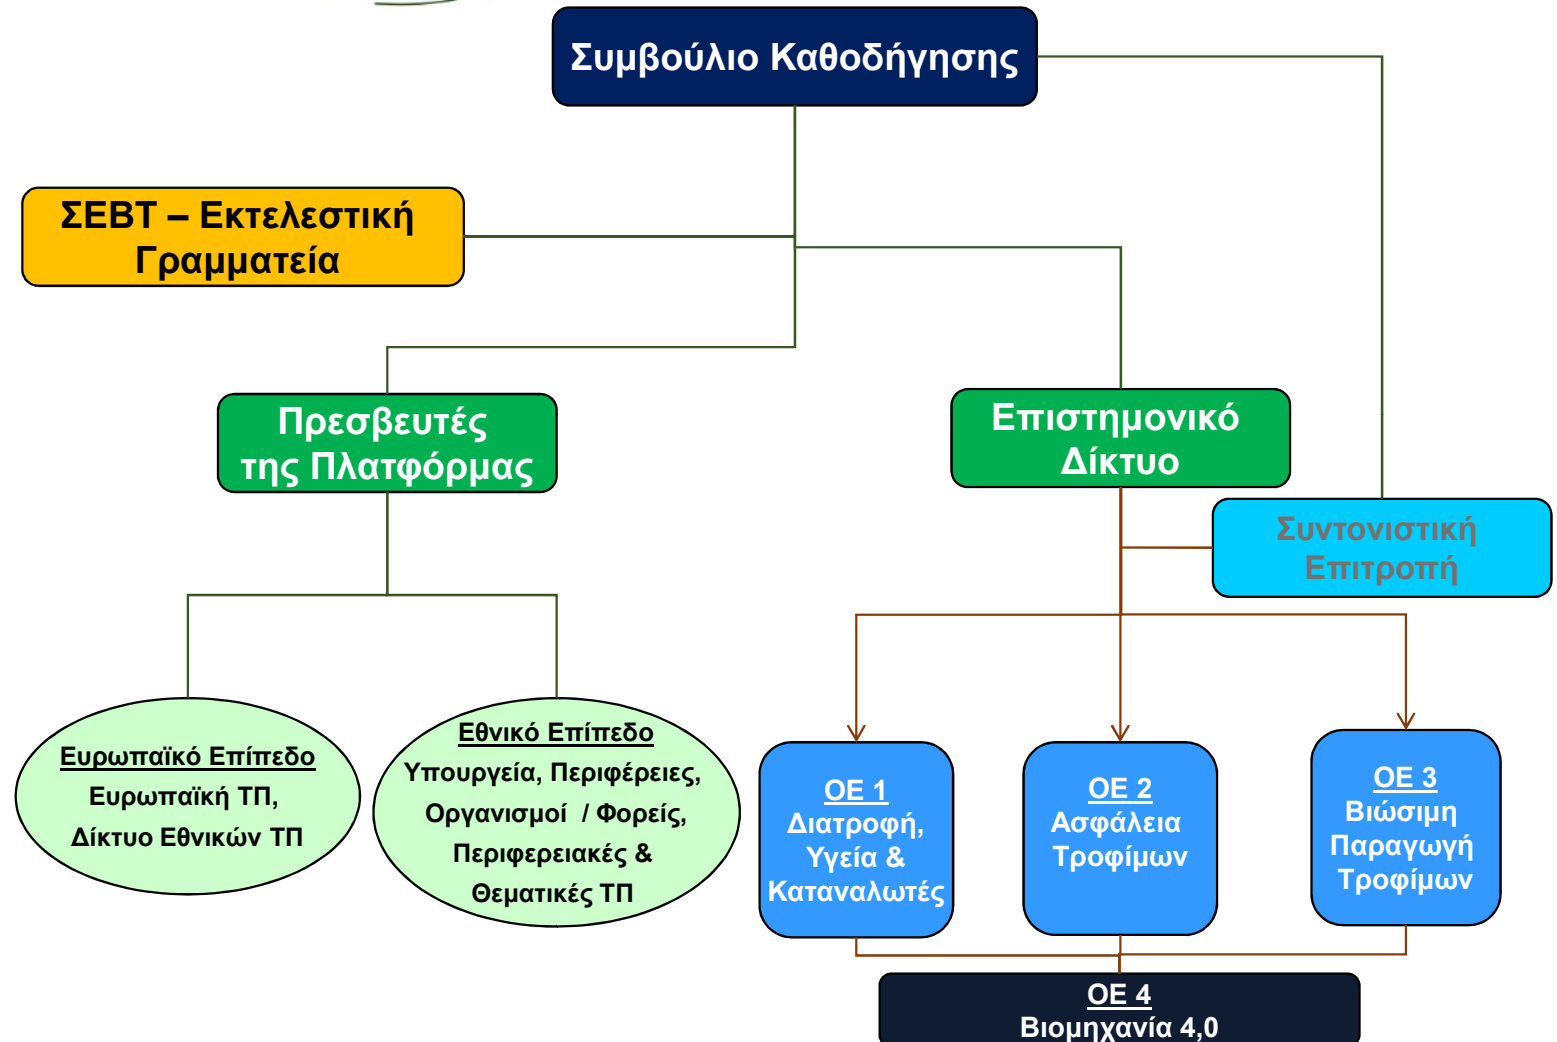 Συμβούλιο Καθοδήγησης
ΣΕΒΤ – Εκτελεστική
Γραμματεία
Πρεσβευτές
της Πλατφόρμας
Επιστημονικό
Δίκτυο
Συντονιστική
Επιτροπή
Ευρωπαϊκό Επίπεδο
Ευρωπαϊκή ΤΠ,
Δίκτυο Εθνικών ΤΠ
Εθνικό Επίπεδο
Υπουργεία, Περιφέρειες,
Οργανισμοί / Φορείς,
Περιφερειακές &
Θεματικές ΤΠ
ΟΕ 1
Διατροφή,
Υγεία &
Καταναλωτές
ΟΕ 2
Ασφάλεια
Τροφίμων
ΟΕ 3
Βιώσιμη
Παραγωγή
Τροφίμων
ΟΕ 4
Βιομηχανία 4,0